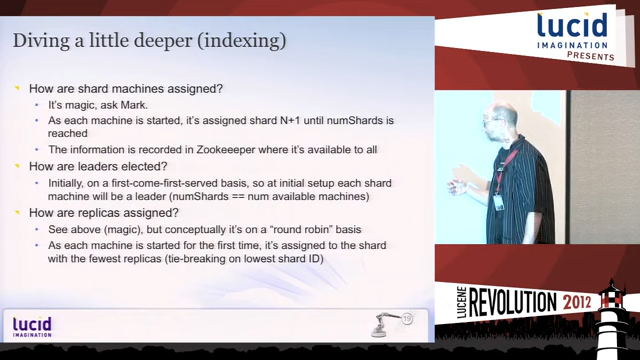 Diving a little deeper (indexing)
How are shard machines assigned?
It's magic, ask Mark.
As each machine is started, it's assigned shard N+1 until numShards is
reached
The information is recorded in Zookeeeper where it's available to all
How are leaders elected?
Initially, on a first-come-first-served basis, so at initial setup each shard
machine will be a leader (numShards == num available machines)
How are replicas assigned?
See above (magic), but conceptually it's on a "round robin" basis
As each machine is started for the first time, it's assigned to the shard
with the fewest replicas (tie-breaking on lowest shard ID)
lucid
IMAGINATION
19
lucid
IMAGINATION
PRESENTS
LUCENE
REVOLUTION 2012